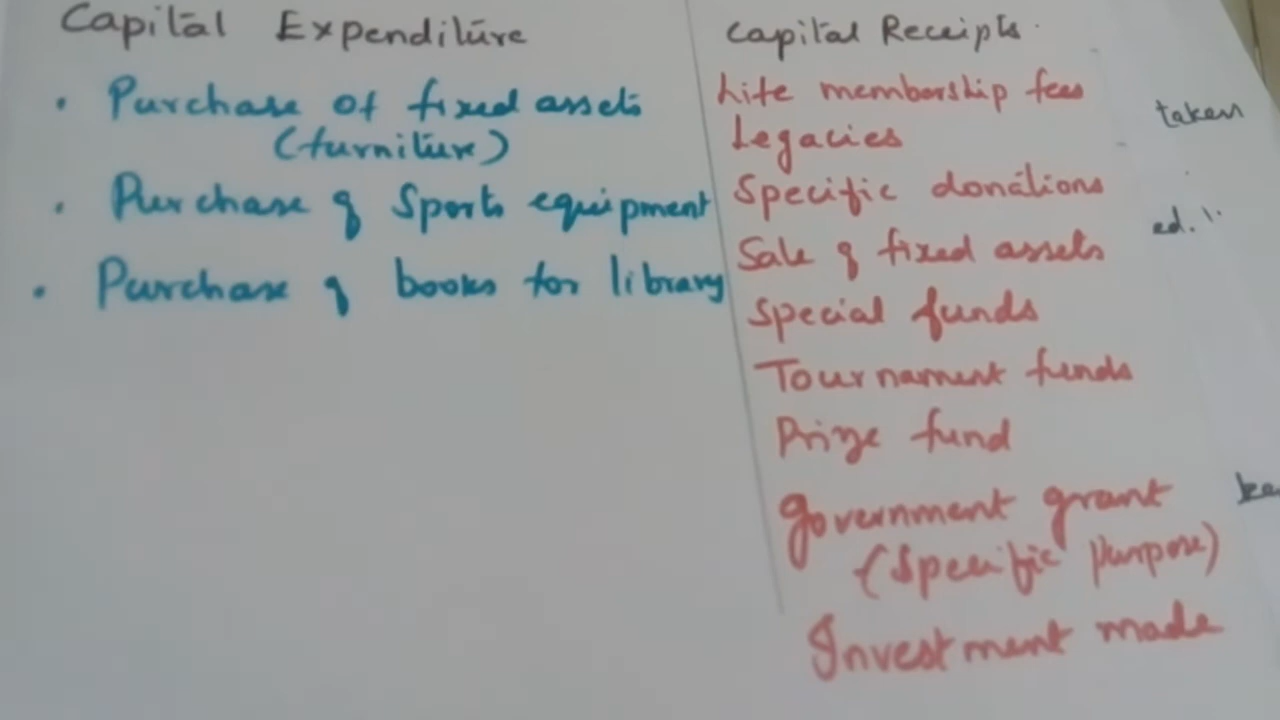 Capital Expenditure
• Purchase of fixed assets
(furniture)
• Purchase of Sports equipment
• Purchase of books for library
Capital Receipts
Life membership fees
Legacies
Specific donations
Sale of fixed assets
Special funds
Tournament funds
Prize fund
Government grant
(Specific Purpose)
Investment made
taken
ed.